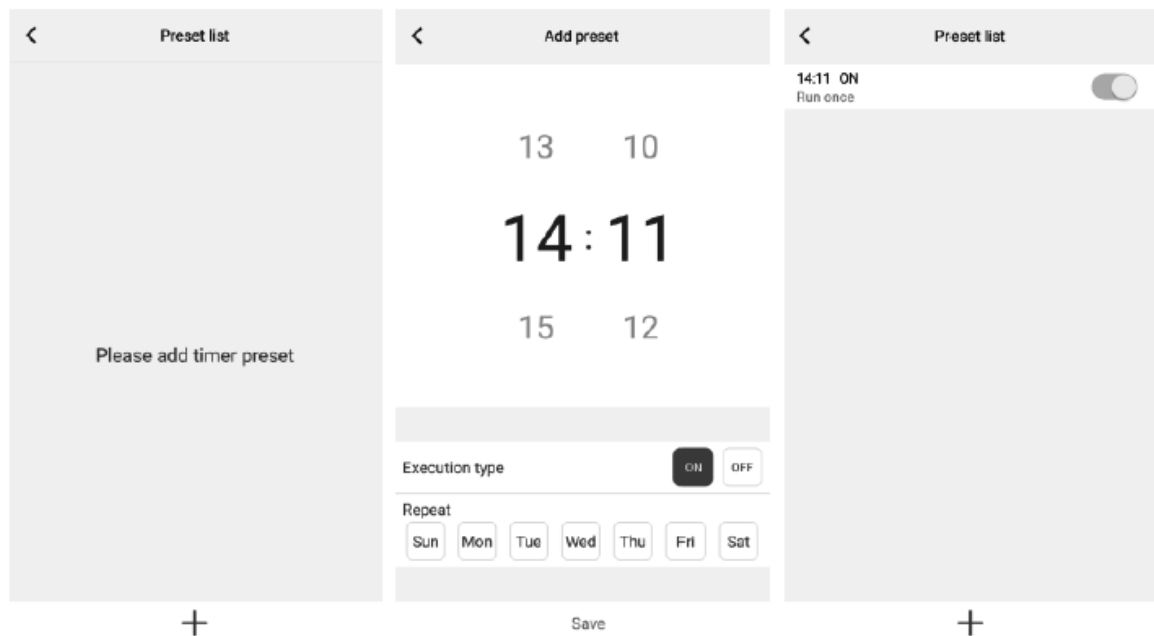 Preset list
Please add timer preset
+
Add preset
13 10
14 : 11
15 12
Execution type ON OFF
Repeat
Sun Mon Tue Wed Thu Fri Sat
Save
Preset list
14:11 ON
Run once
+